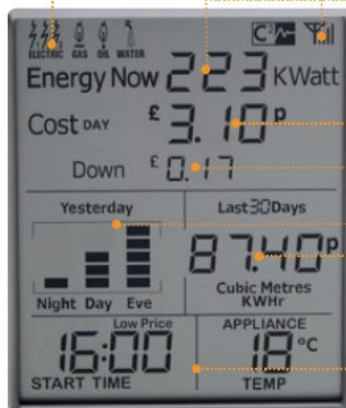 ELECTRIC GAS OIL WATER C²
Energy Now 223 KWatt
Cost DAY £ 3.10 P
Down £ 0.17
Yesterday Last 30 Days
87.40 P
Cubic Metres
KWHr
Night Day Eve
Low Price APPLIANCE
16:00 18 °C
START TIME TEMP